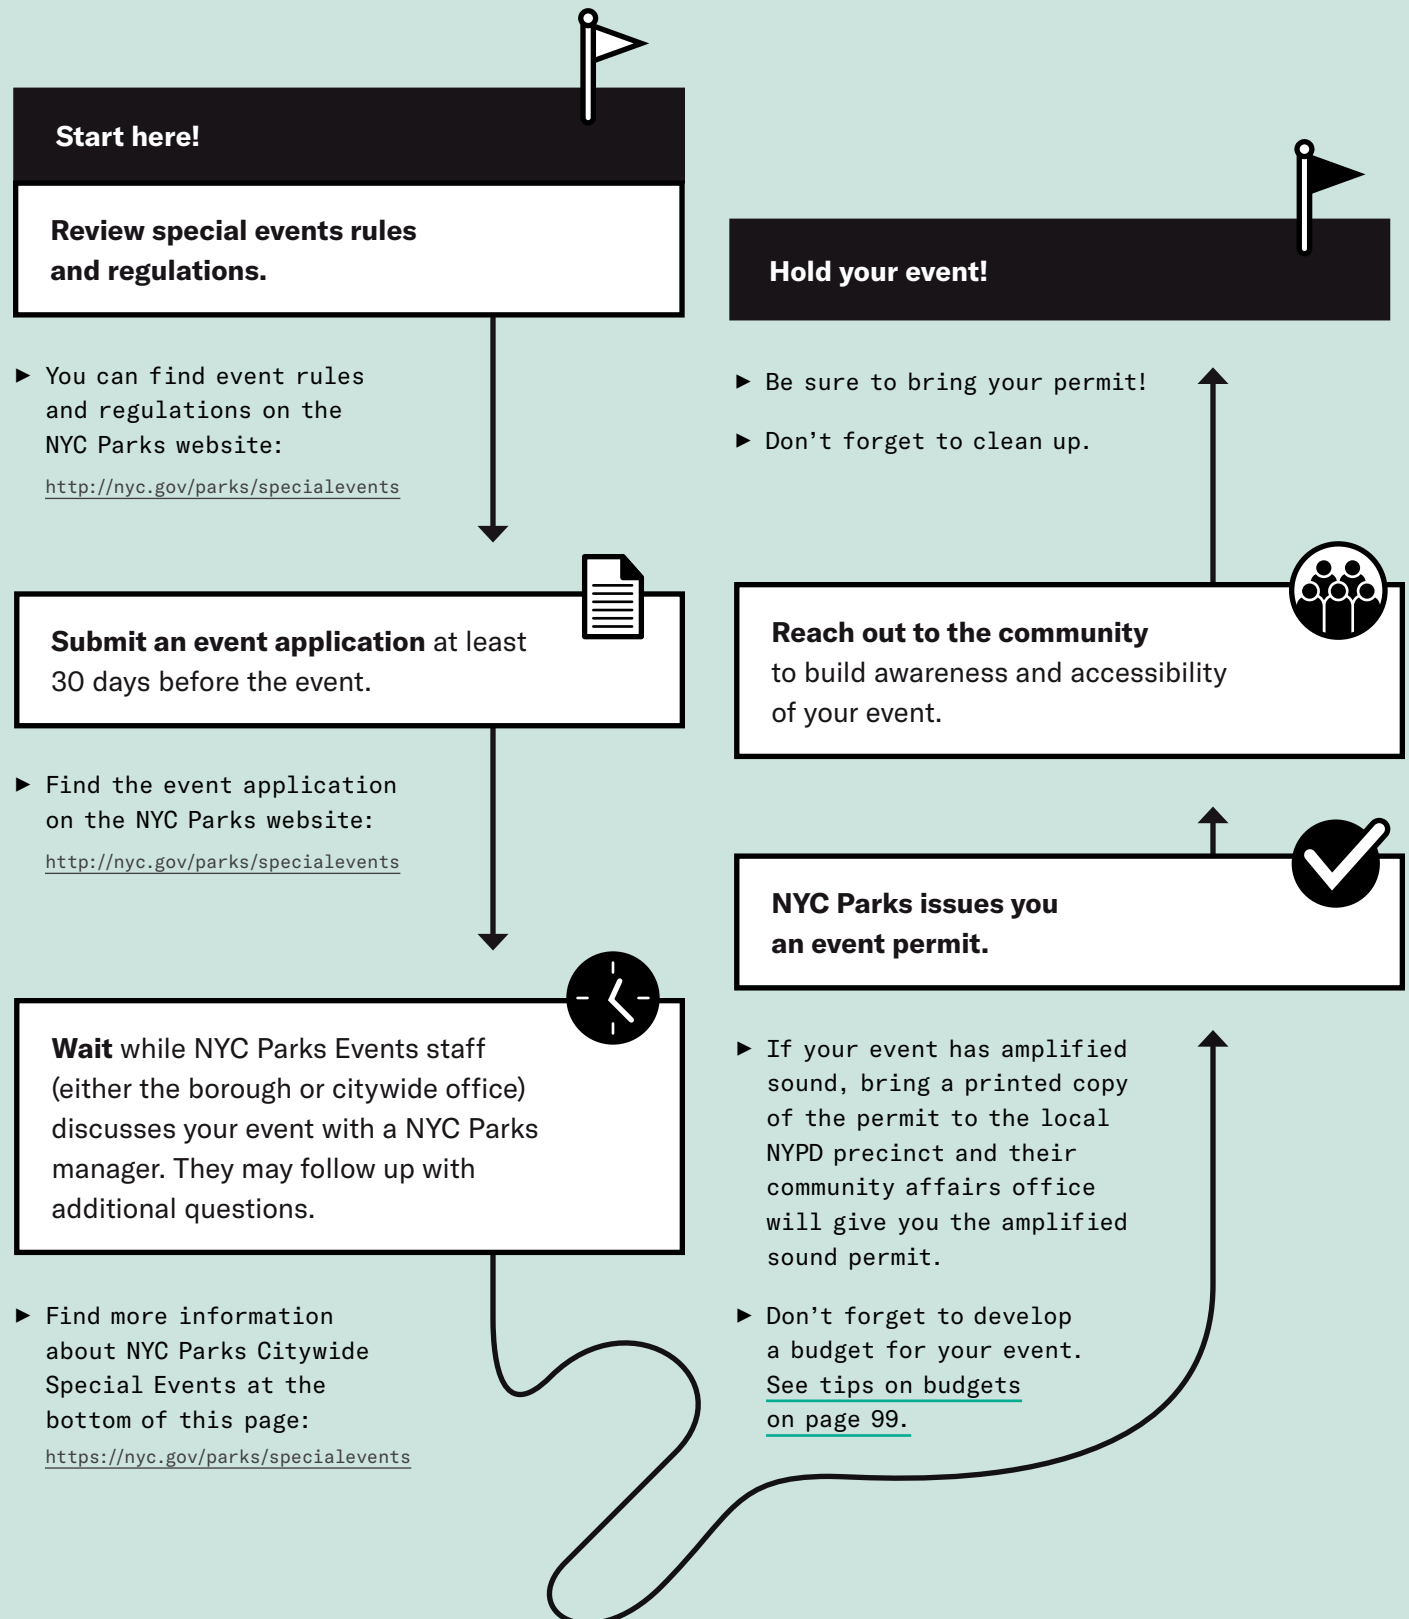 Start here!
Review special events rules
and regulations.
► You can find event rules
and regulations on the
NYC Parks website:
http://nyc.gov/parks/specialevents
Submit an event application at least
30 days before the event.
► Find the event application
on the NYC Parks website:
http://nyc.gov/parks/specialevents
Wait while NYC Parks Events staff
(either the borough or citywide office)
discusses your event with a NYC Parks
manager. They may follow up with
additional questions.
► Find more information
about NYC Parks Citywide
Special Events at the
bottom of this page:
https://nyc.gov/parks/specialevents
NYC Parks issues you
an event permit.
► If your event has amplified
sound, bring a printed copy
of the permit to the local
NYPD precinct and their
community affairs office
will give you the amplified
sound permit.
► Don't forget to develop
a budget for your event.
See tips on budgets
on page 99.
Reach out to the community
to build awareness and accessibility
of your event.
Hold your event!
► Be sure to bring your permit!
► Don't forget to clean up.